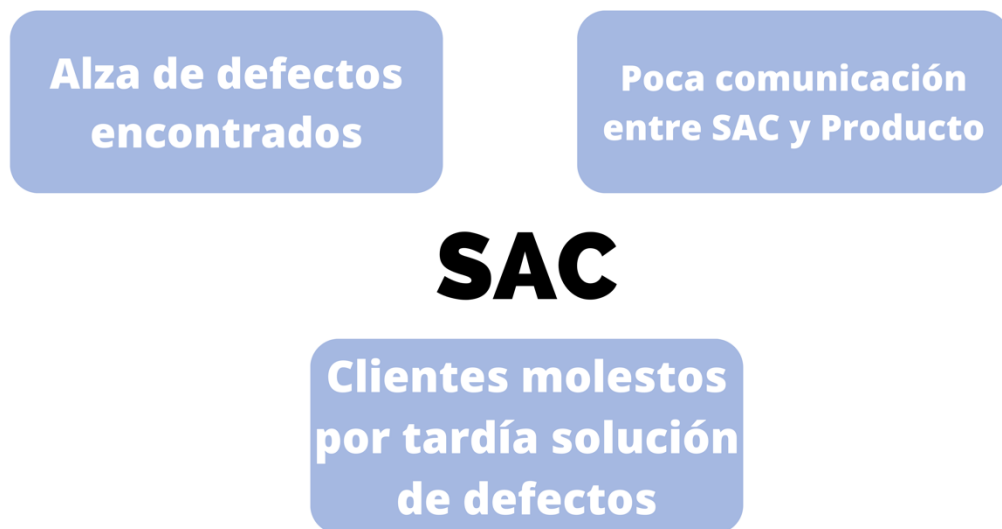 Alza de defectos
encontrados
Poca comunicación
entre SAC y Producto
SAC
Clientes molestos
por tardía solución
de defectos